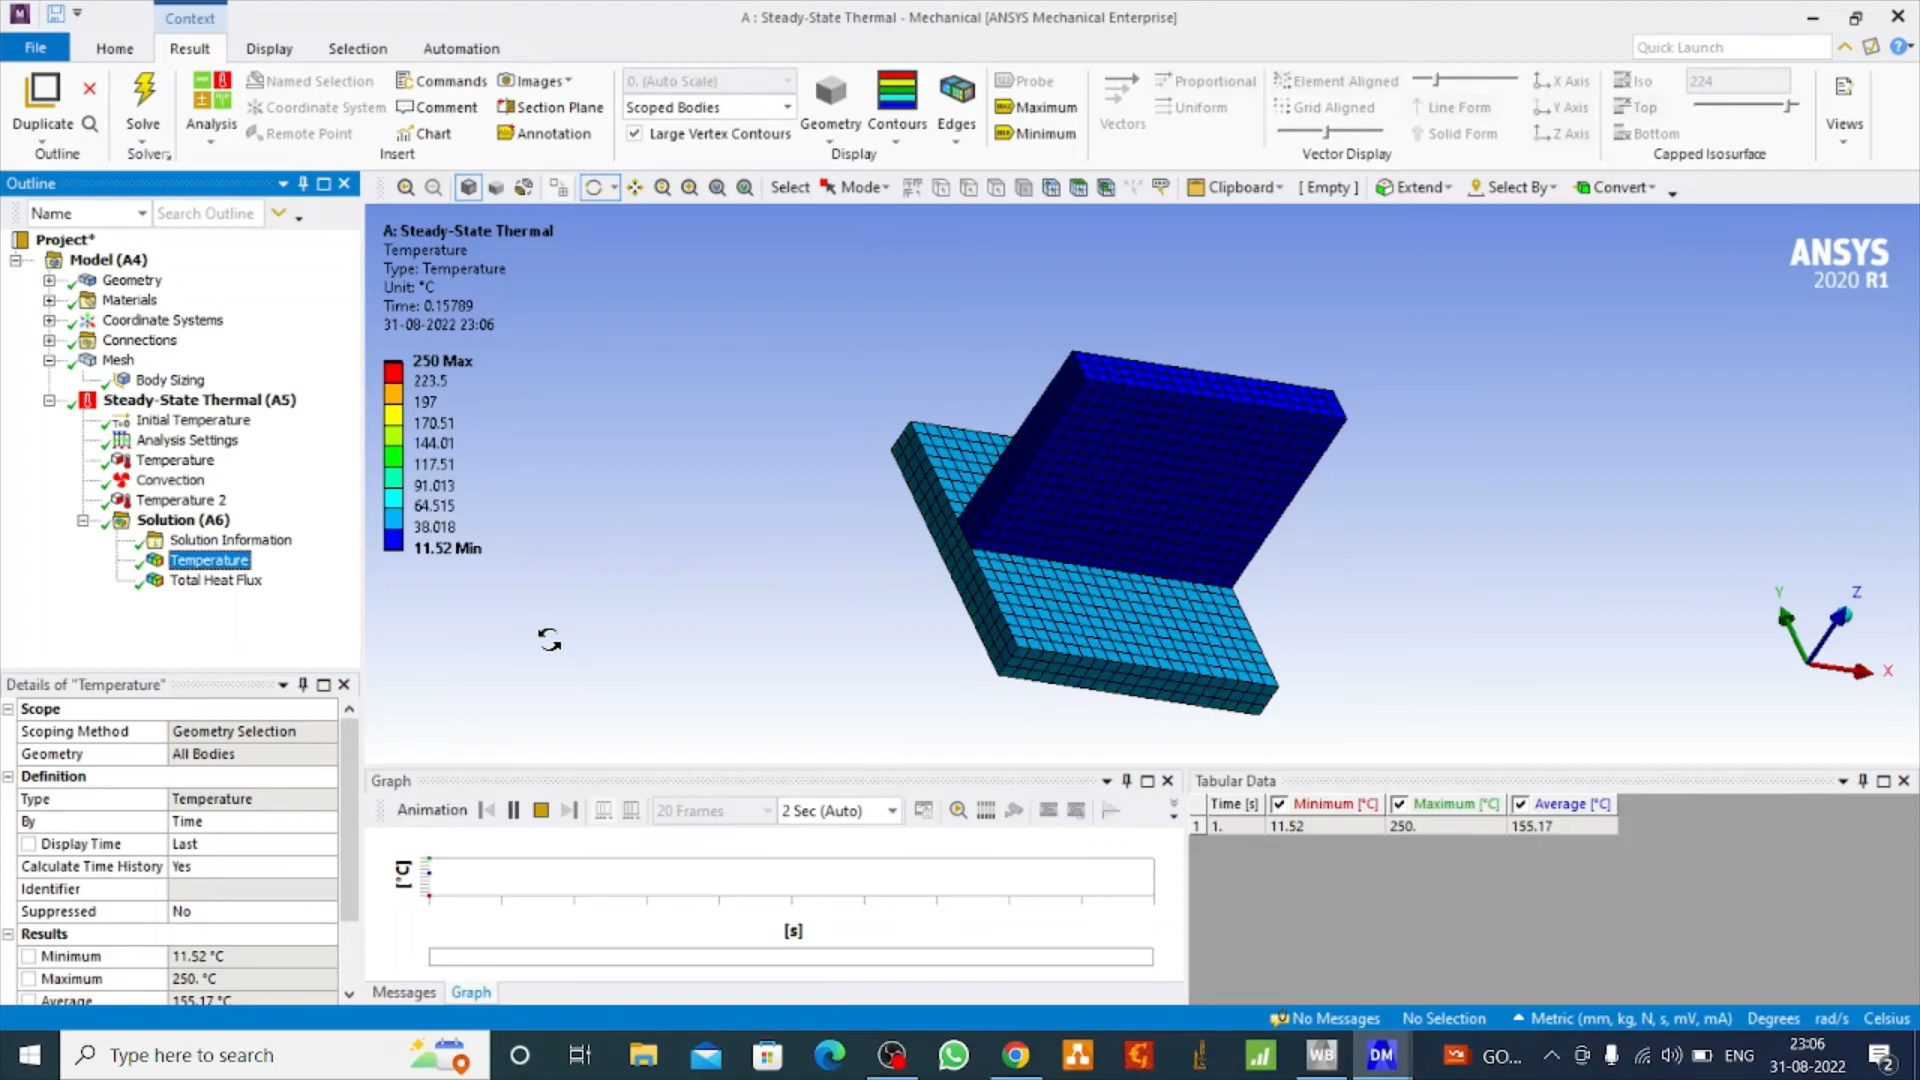 Context
A : Steady-State Thermal - Mechanical [ANSYS Mechanical Enterprise]
File
Home
Result
Display
Selection
Automation
Quick Launch
Duplicate
Outline
Solve
Solver
Analysis
Named Selection
Coordinate System
Remote Point
Commands
Comment
Chart
Images
Section Plane
Annotation
Insert
0. (Auto Scale)
Scoped Bodies
Large Vertex Contours
Geometry
Contours
Edges
Display
Probe
Maximum
Minimum
Vectors
Proportional
Uniform
Element Aligned
Grid Aligned
Line Form
Solid Form
X Axis
Y Axis
Z Axis
Vector Display
Iso
224
Top
Bottom
Capped Isosurface
Views
Outline
Name
Search Outline
Select
Mode
Clipboard
[ Empty ]
Extend
Select By
Convert
Project*
Model (A4)
Geometry
Materials
Coordinate Systems
Connections
Mesh
Body Sizing
Steady-State Thermal (A5)
Initial Temperature
Analysis Settings
Temperature
Convection
Temperature 2
Solution (A6)
Solution Information
Temperature
Total Heat Flux
A: Steady-State Thermal
Temperature
Type: Temperature
Unit: °C
Time: 0.15789
31-08-2022 23:06
250 Max
223.5
197
170.51
144.01
117.51
91.013
64.515
38.018
11.52 Min
ANSYS
2020 R1
Y
Z
X
Details of "Temperature"
Scope
Scoping Method Geometry Selection
Geometry All Bodies
Definition
Type Temperature
By Time
Display Time Last
Calculate Time History Yes
Identifier
Suppressed No
Results
Minimum 11.52 °C
Maximum 250. °C
Average 155.17 °C
Graph
Animation
20 Frames
2 Sec (Auto)
[°C]
[s]
Messages
Graph
Tabular Data
Time [s] Minimum [°C] Maximum [°C] Average [°C]
1 1. 11.52 250. 155.17
No Messages
No Selection
Metric (mm, kg, N, s, mV, mA)
Degrees
rad/s
Celsius
Type here to search
WB
DM
GO...
ENG
23:06
31-08-2022
2